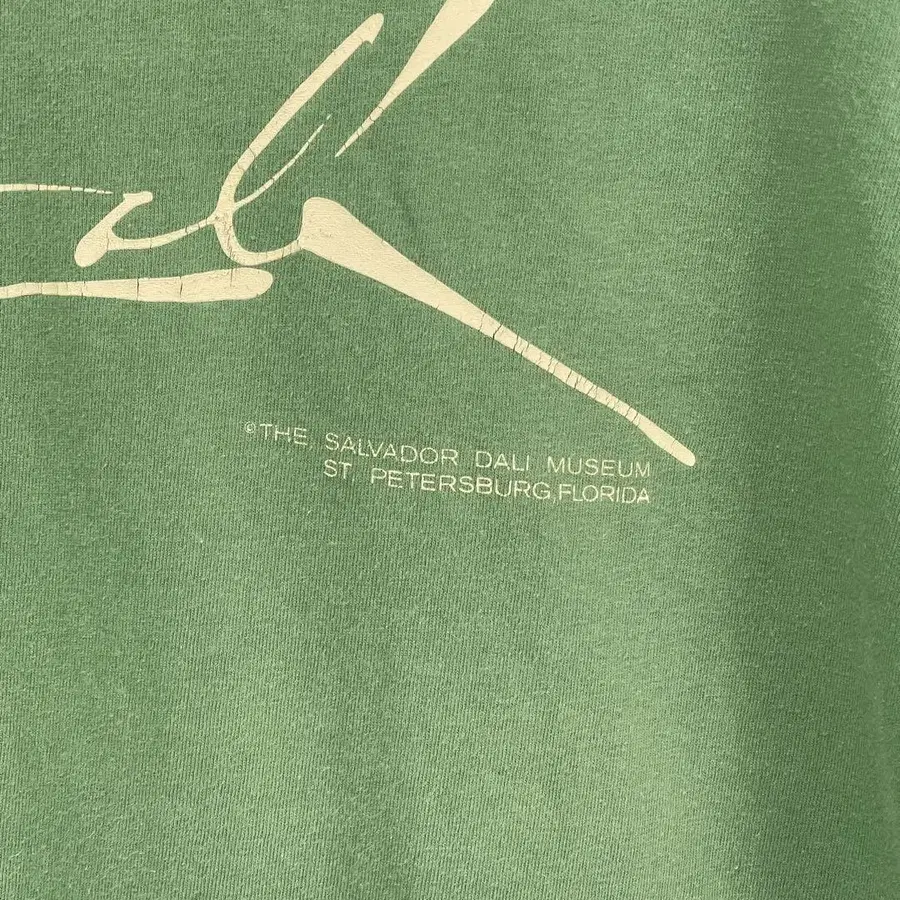 ©THE SALVADOR DALI MUSEUM
ST. PETERSBURG,FLORIDA